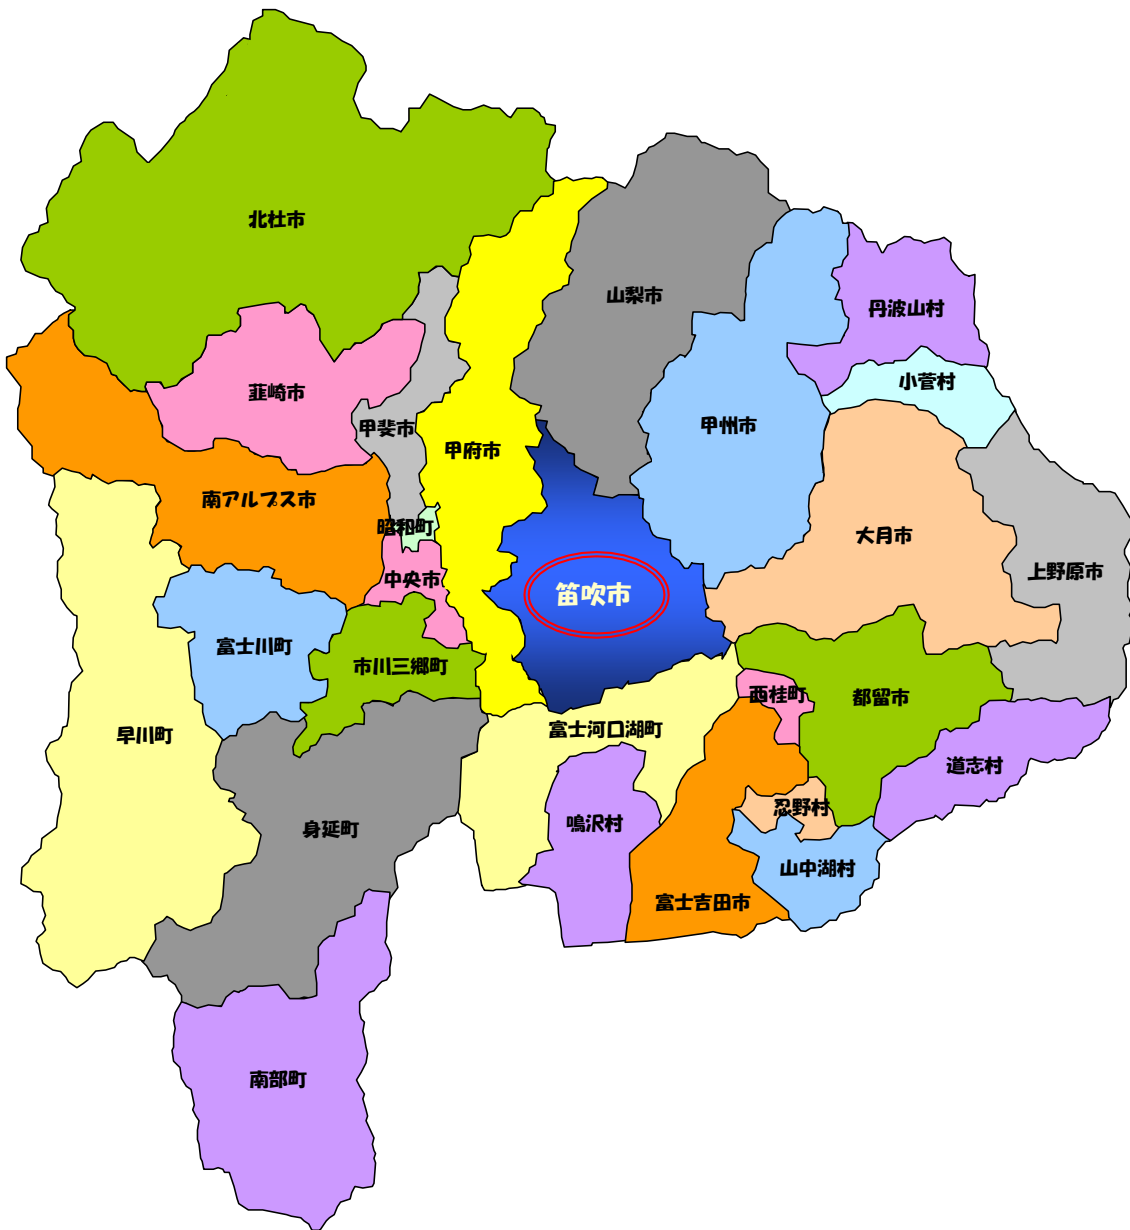 北杜市
山梨市
丹波山村
小菅村
韮崎市
甲斐市
甲府市
甲州市
南アルプス市
昭和町
大月市
中央市
上野原市
笛吹市
富士川町
市川三郷町
西桂町
都留市
早川町
富士河口湖町
道志村
忍野村
身延町
鳴沢村
山中湖村
富士吉田市
南部町